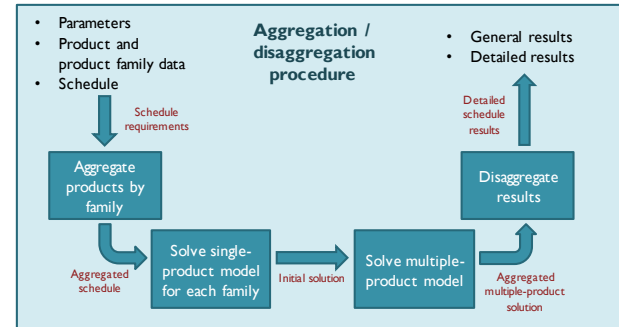 • Parameters
• Product and
product family data
• Schedule
Aggregation /
disaggregation
procedure
• General results
• Detailed results
Schedule
requirements
Detailed
schedule
results
Aggregate
products by
family
Disaggregate
results
Aggregated
schedule
Solve single-
product model
for each family
Initial solution
Solve multiple-
product model
Aggregated
multiple-product
solution